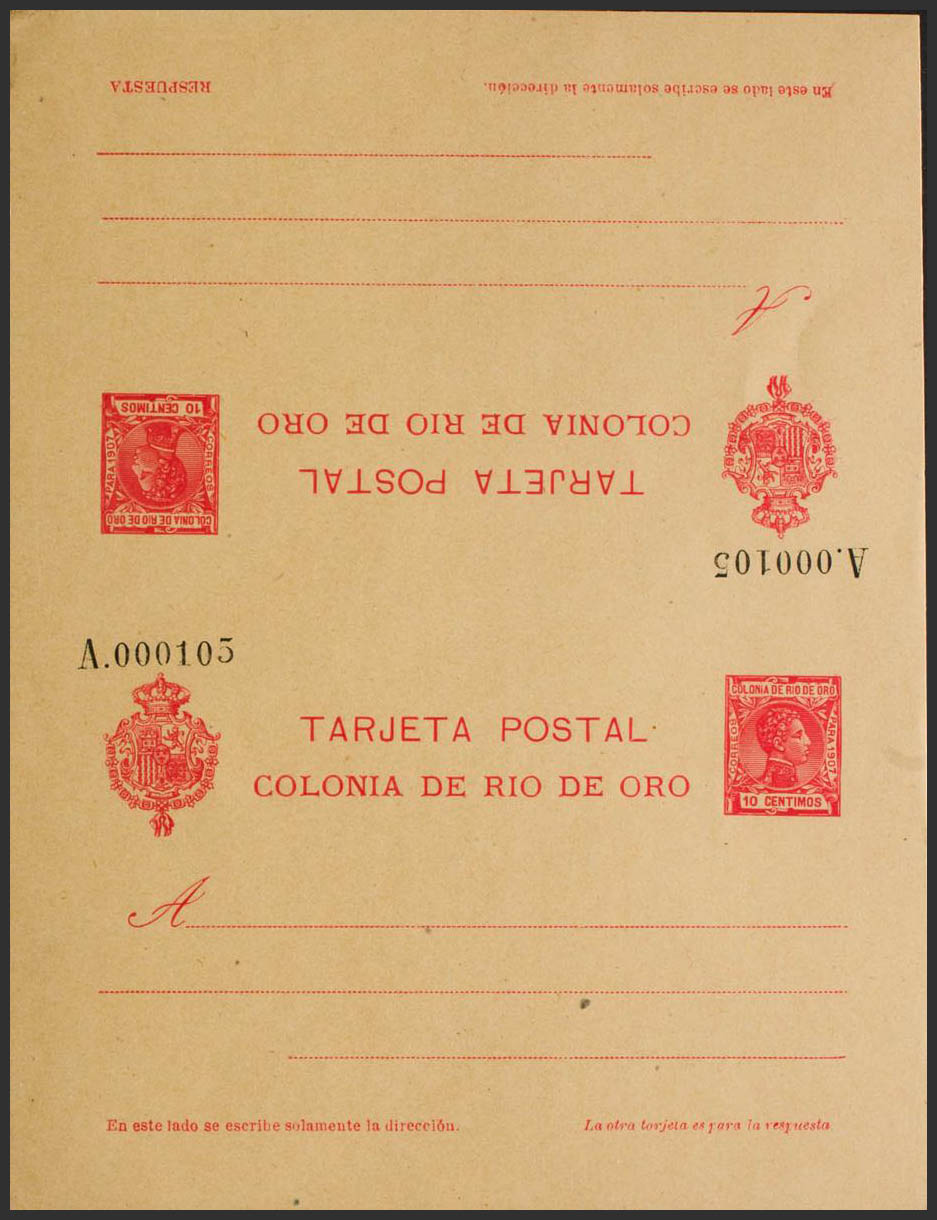 RESPUESTA
En este lado se escribe solamente la dirección.
A
10 CENTIMOS
PARA 1907
CORREOS
COLONIA DE RIO DE ORO
COLONIA DE RIO DE ORO
TARJETA POSTAL
A.000105
A.000105
TARJETA POSTAL
COLONIA DE RIO DE ORO
COLONIA DE RIO DE ORO
CORREOS
PARA 1907
10 CENTIMOS
A
En este lado se escribe solamente la dirección.
La otra tarjeta es para la respuesta